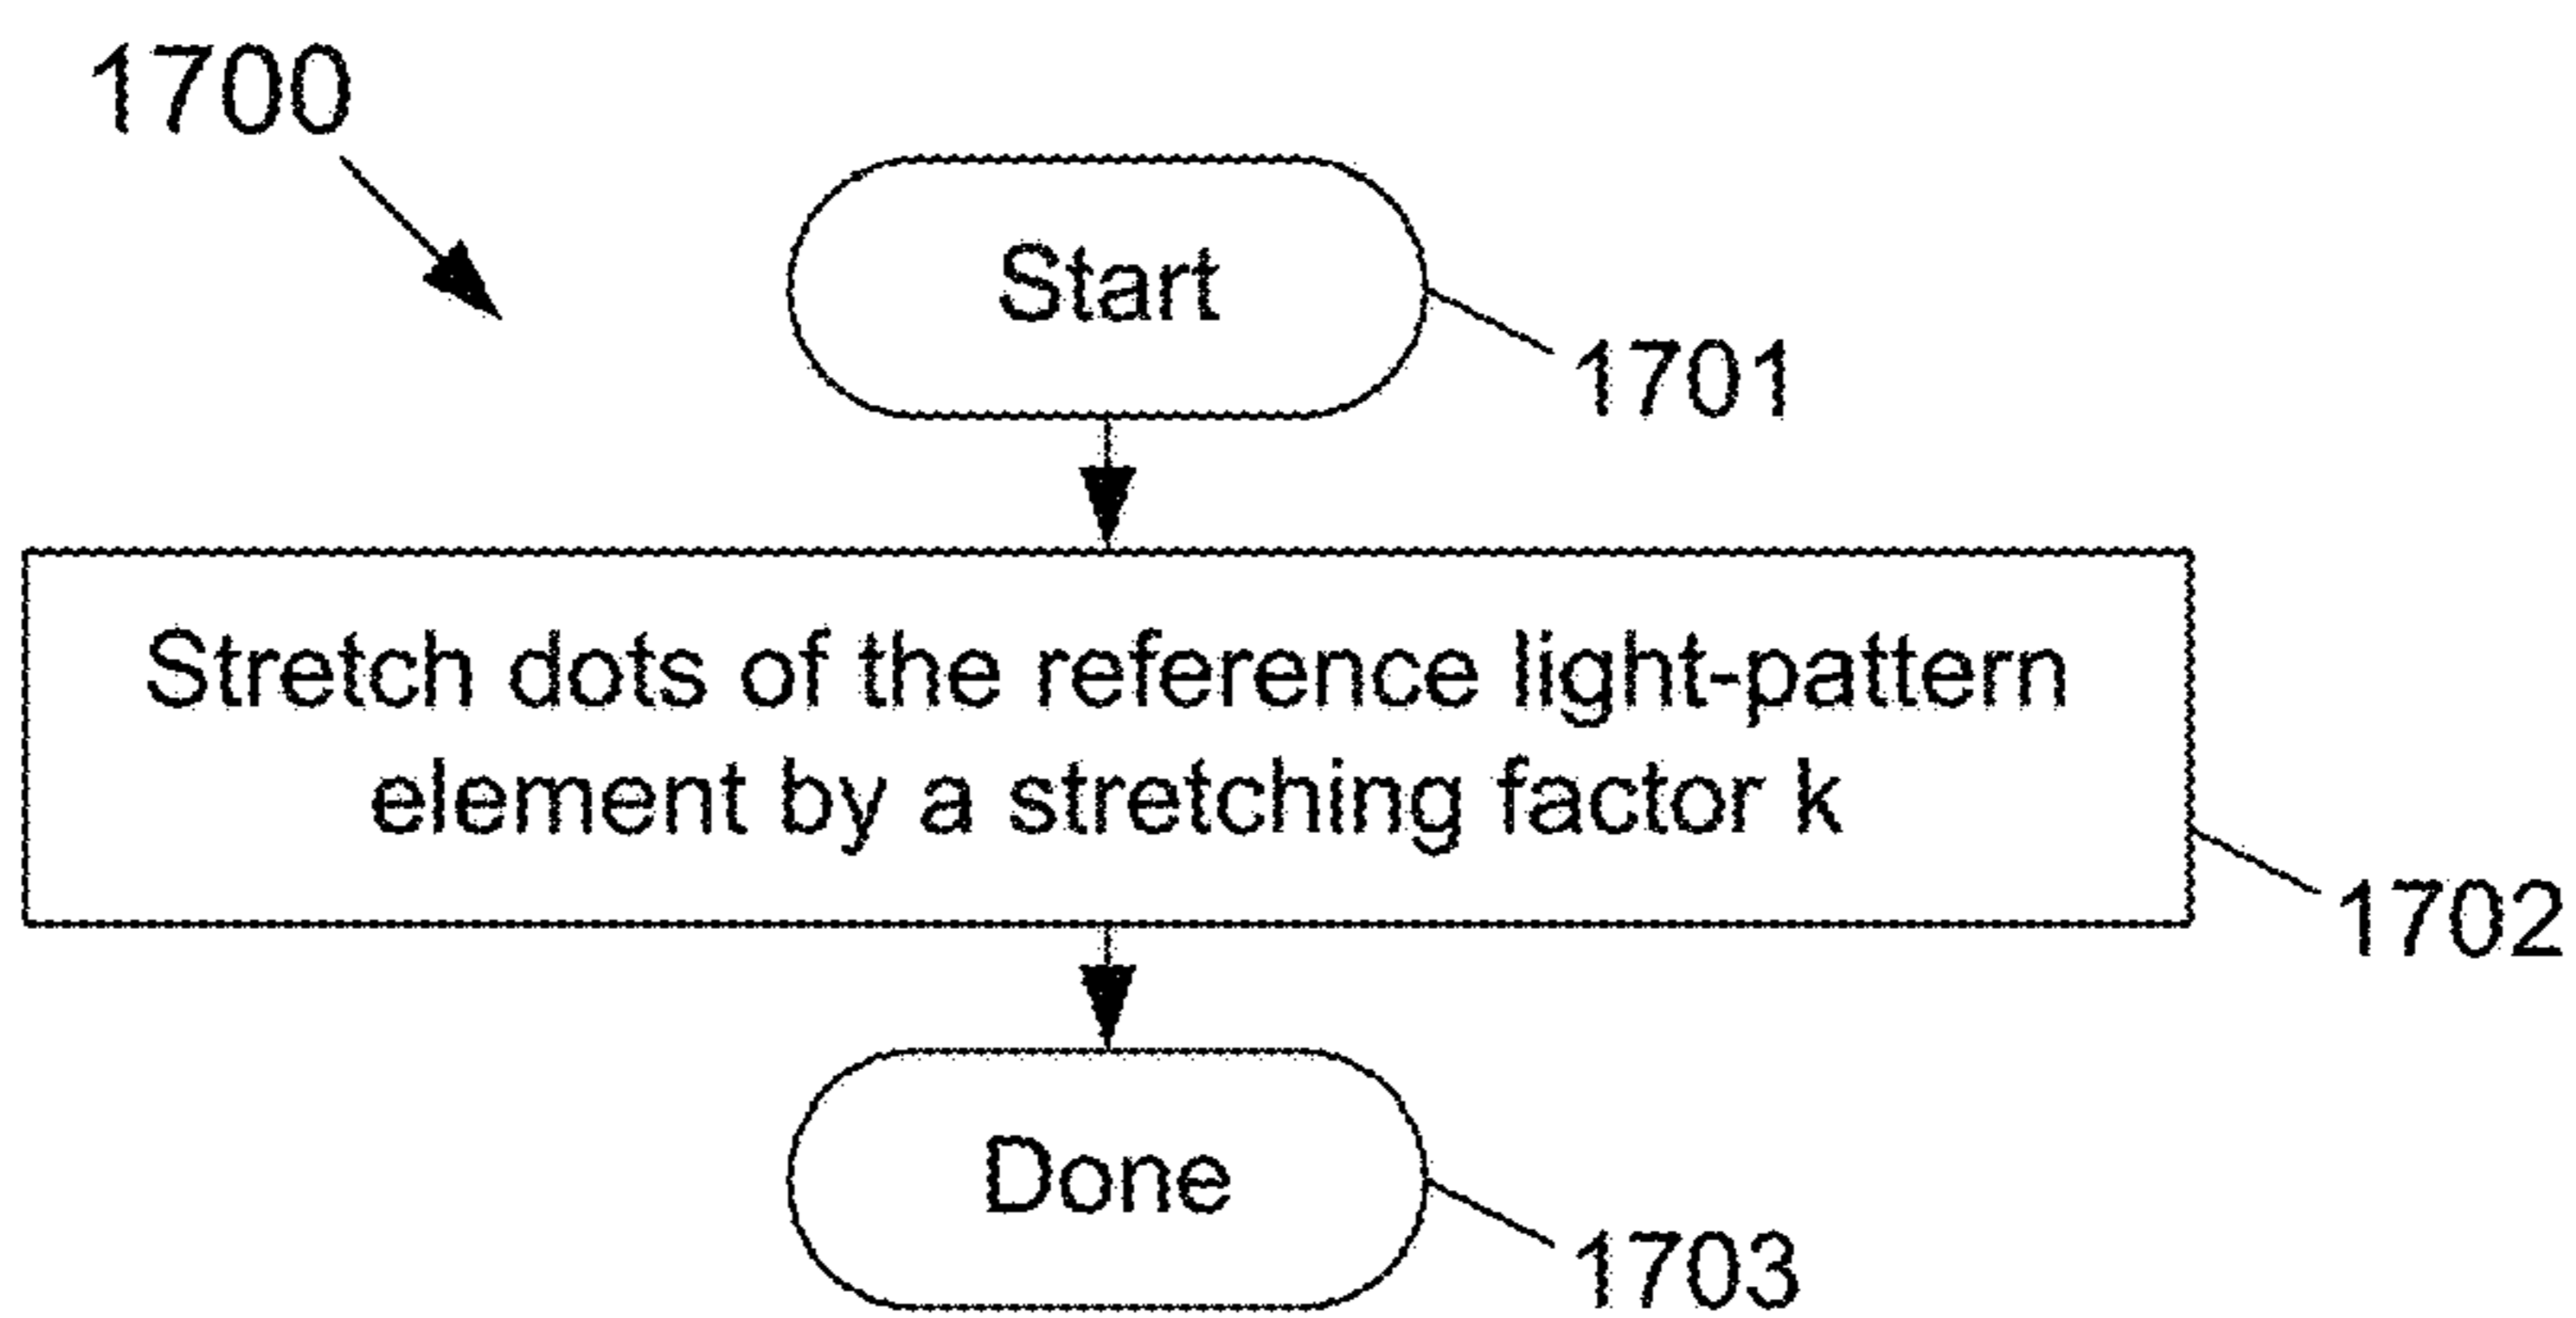 1700
Start
1701
Stretch dots of the reference light-pattern
element by a stretching factor k
1702
Done
1703